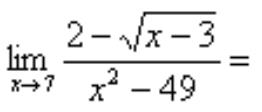 lim x→7 (2 − √(x − 3)) / (x² − 49) =